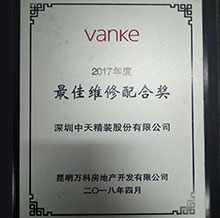 vanke
2017年度
最佳维修配合奖
深圳中天精装股份有限公司
昆明万科房地产开发有限公司
二〇一八年四月